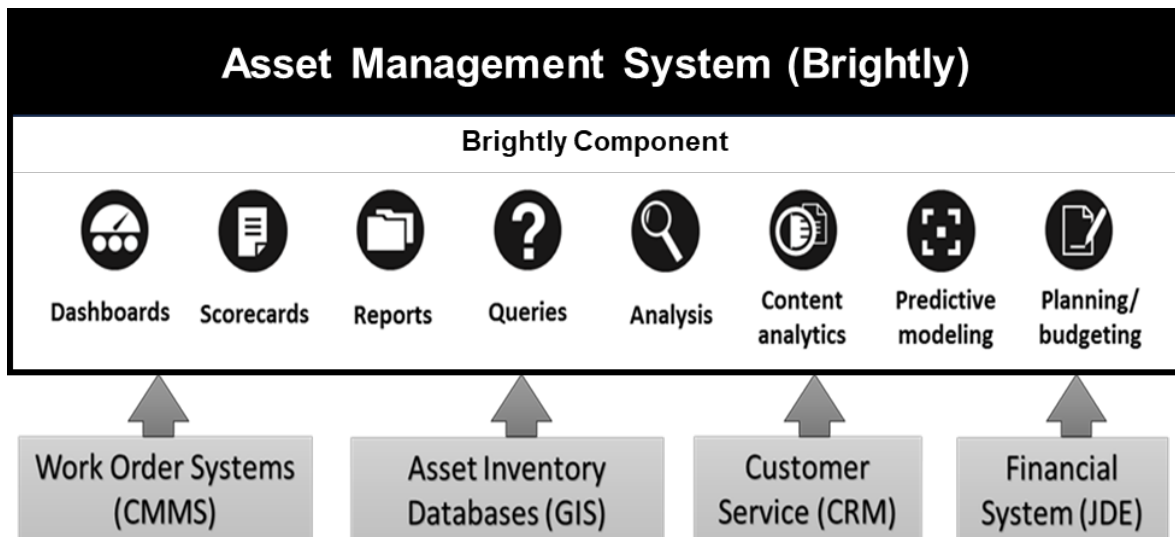 Asset Management System (Brightly)
Brightly Component
Dashboards
Scorecards
Reports
Queries
Analysis
Content
analytics
Predictive
modeling
Planning/
budgeting
Work Order Systems
(CMMS)
Asset Inventory
Databases (GIS)
Customer
Service (CRM)
Financial
System (JDE)